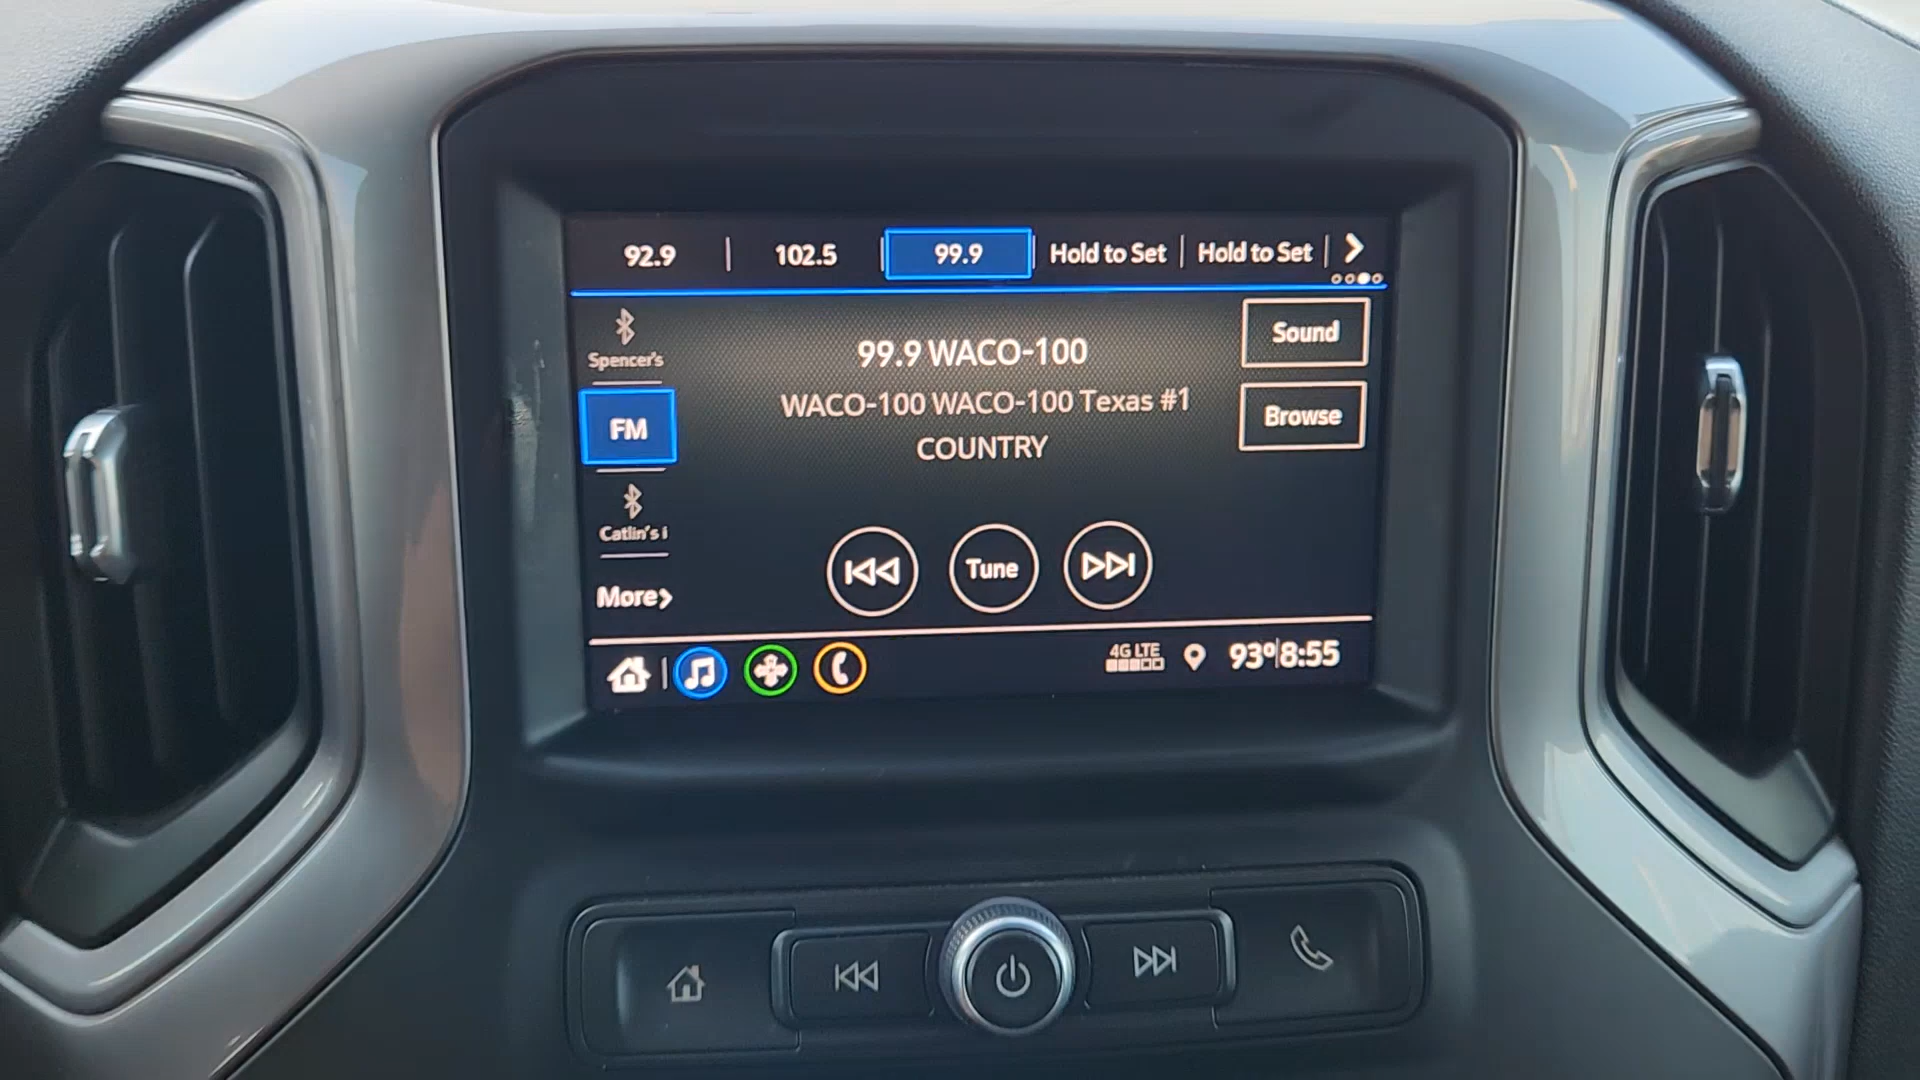 92.9 102.5 99.9 Hold to Set Hold to Set
Spencer's
99.9 WACO-100
Sound
WACO-100 WACO-100 Texas #1
Browse
FM
COUNTRY
Catlin's i
Tune
More
4G LTE
93° 8:55